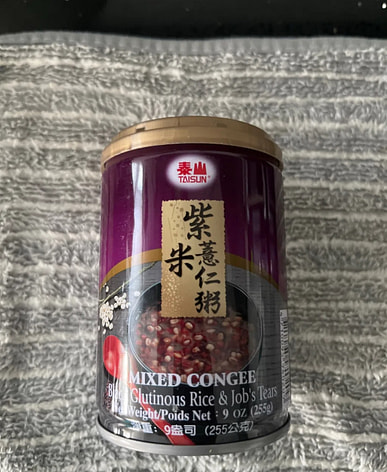 泰山
TAISUN
紫米
薏仁粥
MIXED CONGEE
Glutinous Rice & Job's Tears
Weight/Poids Net : 9 OZ (255g)
重: 9盎司 (255公克)